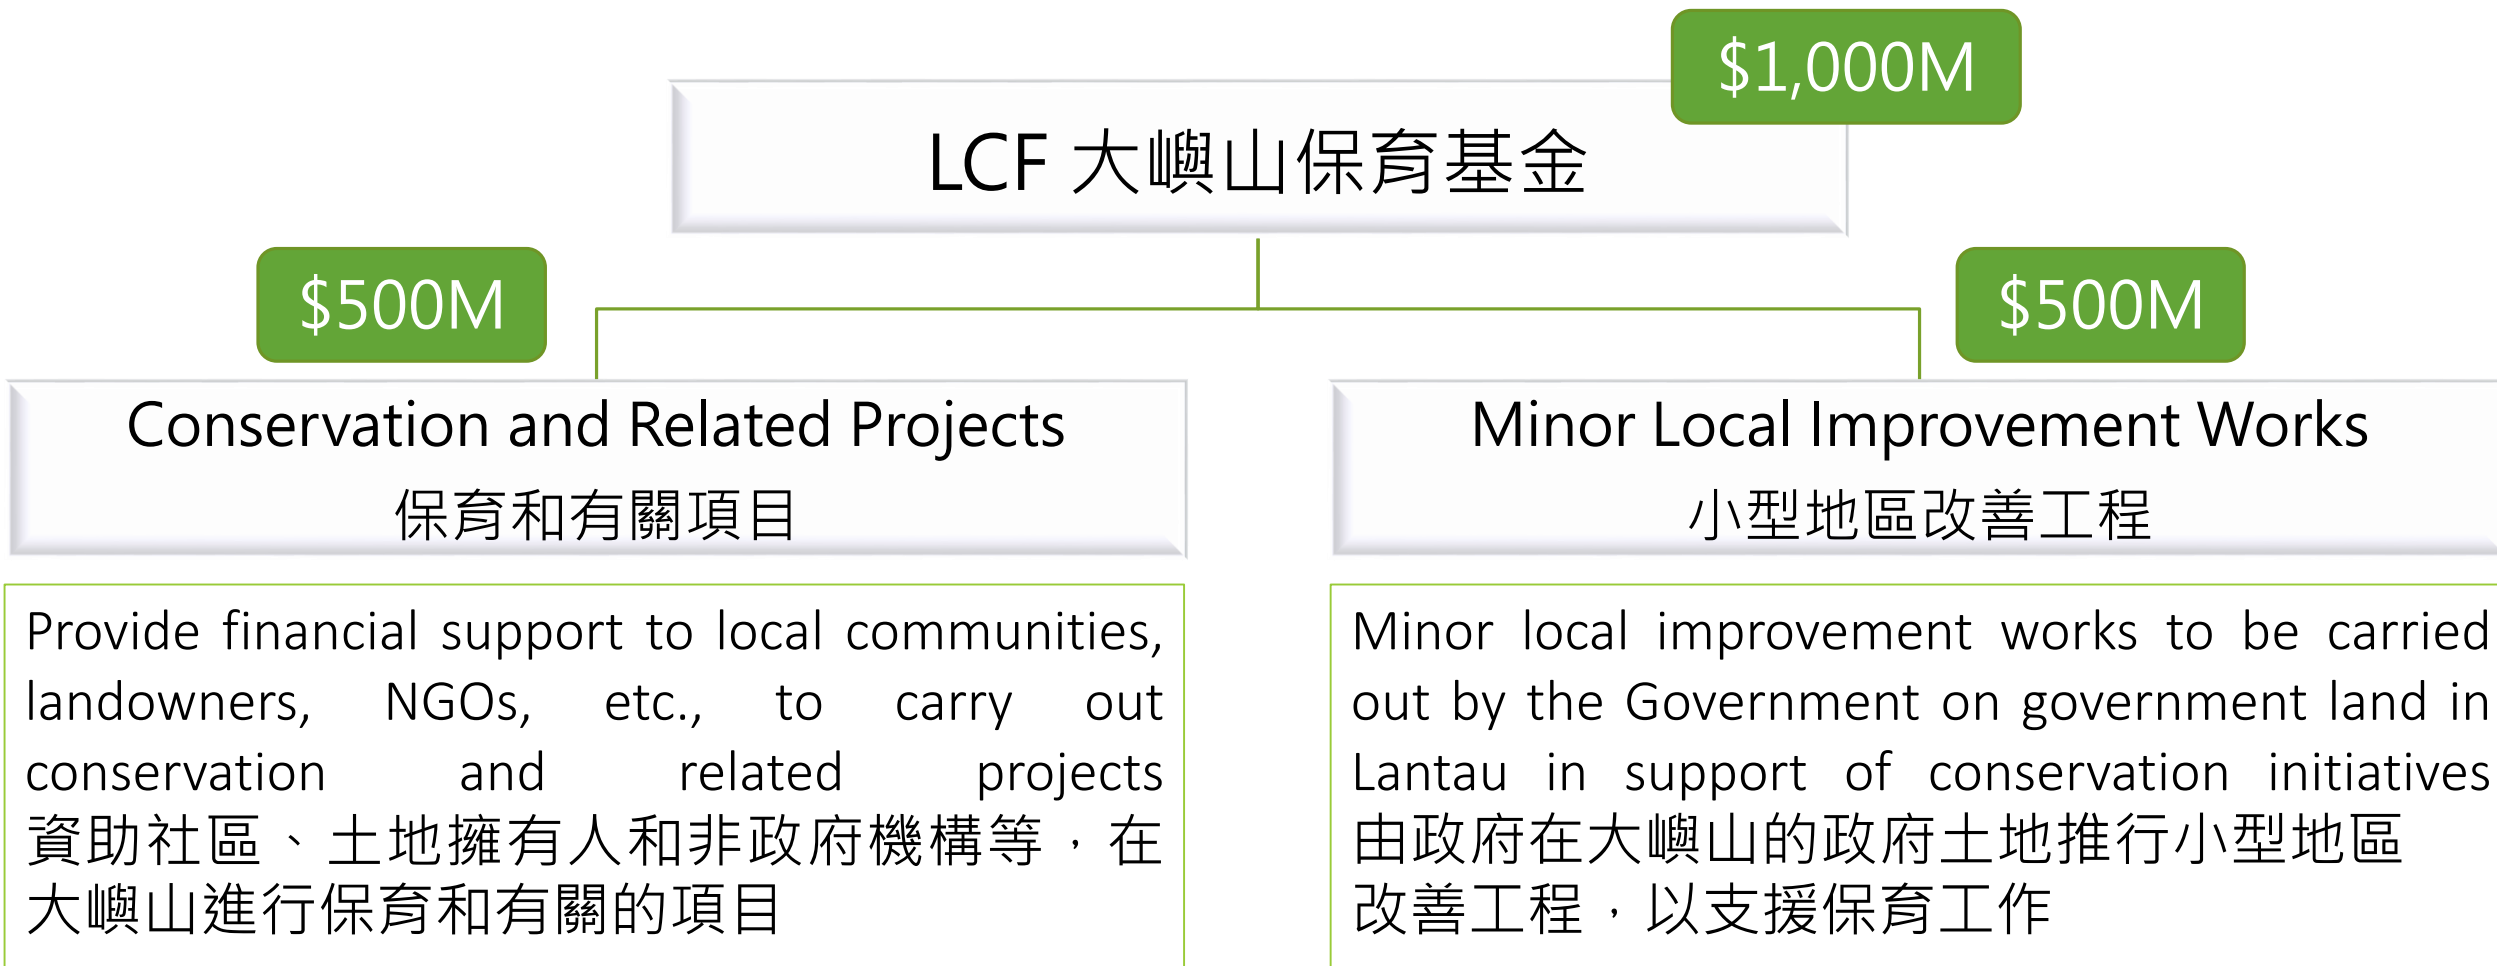 $1,000M
LCF 大嶼山保育基金
$500M
$500M
Conservation and Related Projects
保育和有關項目
Minor Local Improvement Works
小型地區改善工程
Provide financial support to local communities,
landowners, NGOs, etc., to carry out
conservation and related projects
資助社區、土地擁有人和非政府機構等，在
大嶼山進行保育和有關的項目
Minor local improvement works to be carried
out by the Government on government land in
Lantau in support of conservation initiatives
由政府在大嶼山的政府土地推行小型地區
改善工程，以支援保育工作